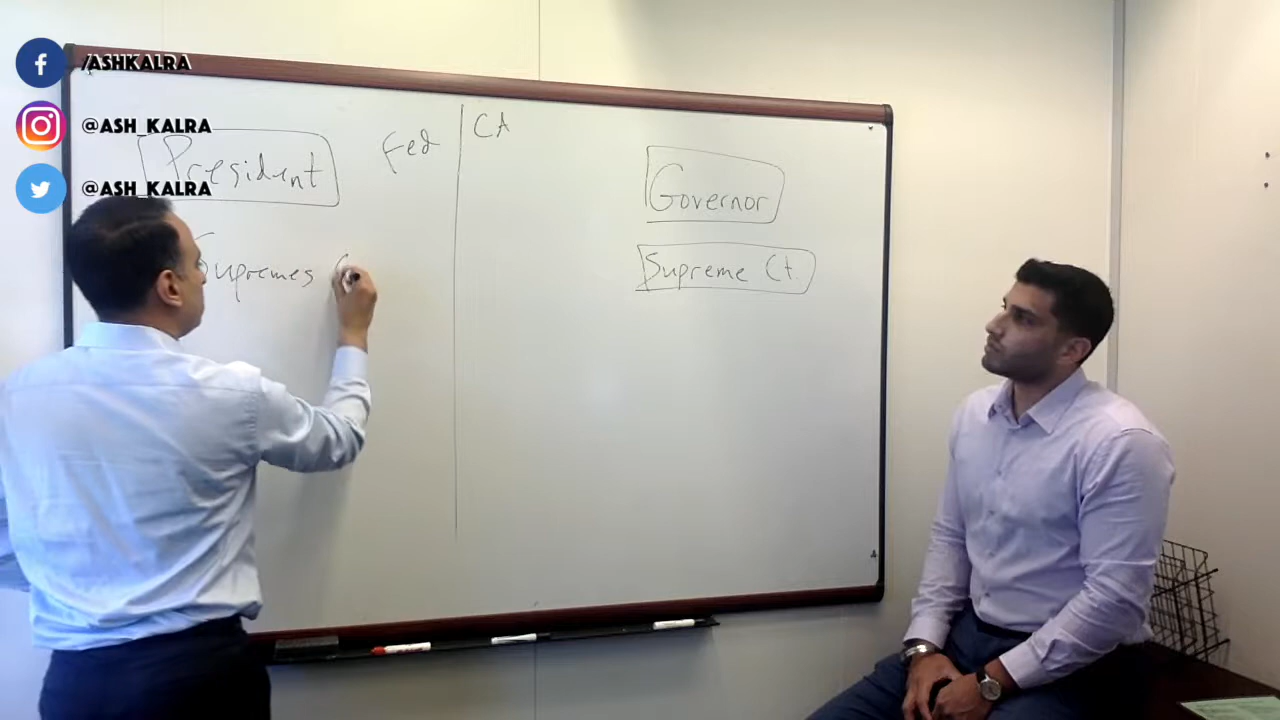 /ASHKALRA
@ASH_KALRA
@ASH_KALRA
President
Fed
CA
Governor
Supremes C
Supreme Ct.